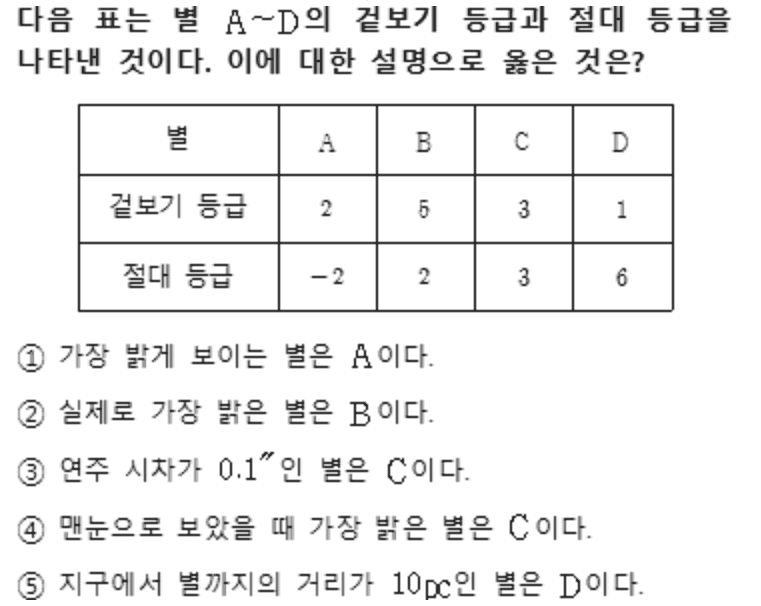 다음 표는 별 A~D의 겉보기 등급과 절대 등급을
나타낸 것이다. 이에 대한 설명으로 옳은 것은?
별 A B C D
겉보기 등급 2 5 3 1
절대 등급 −2 2 3 6
① 가장 밝게 보이는 별은 A이다.
② 실제로 가장 밝은 별은 B이다.
③ 연주 시차가 0.1″인 별은 C이다.
④ 맨눈으로 보았을 때 가장 밝은 별은 C이다.
⑤ 지구에서 별까지의 거리가 10pc인 별은 D이다.